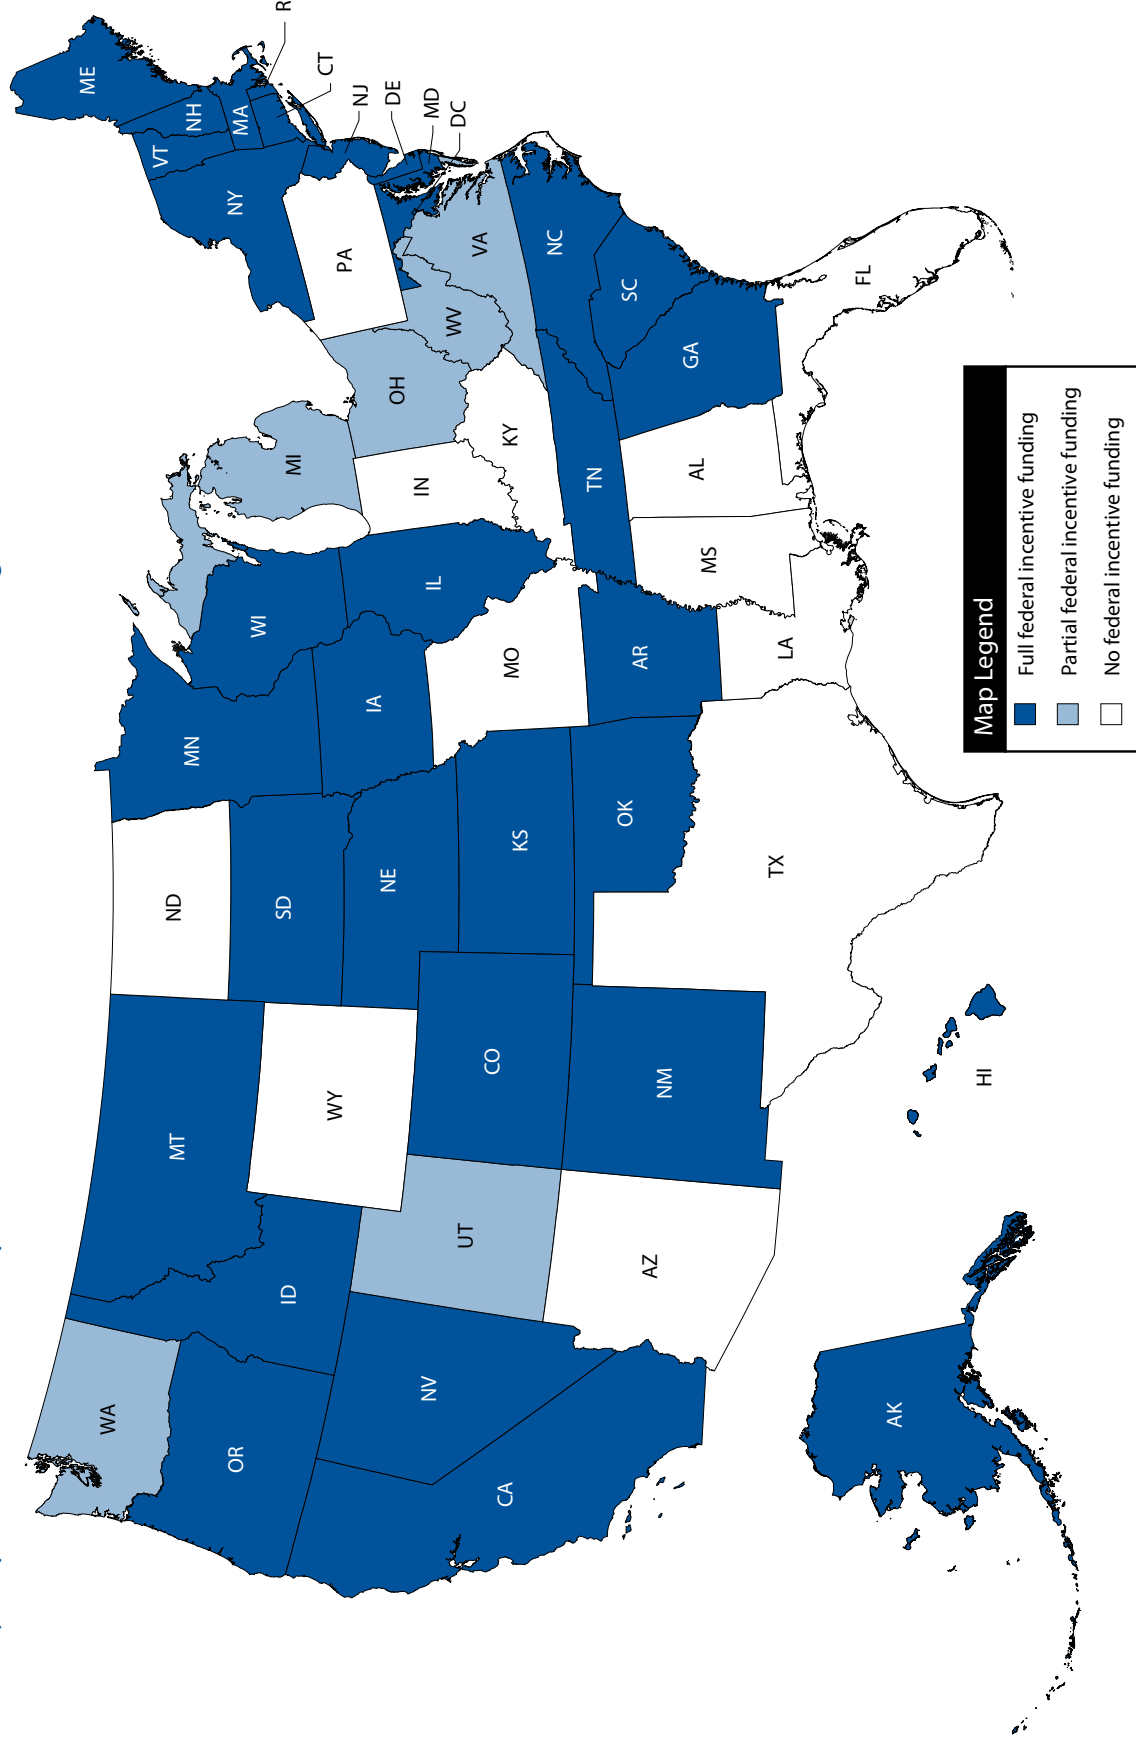 ME
NH
VT
MA
R
CT
NY
NJ
DE
MD
DC
PA
VA
WV
OH
MI
NC
SC
GA
FL
KY
IN
TN
AL
MS
WI
IL
MN
IA
MO
AR
LA
ND
SD
NE
KS
OK
TX
MT
WY
CO
NM
ID
UT
AZ
WA
OR
NV
CA
AK
HI
Map Legend
Full federal incentive funding
Partial federal incentive funding
No federal incentive funding